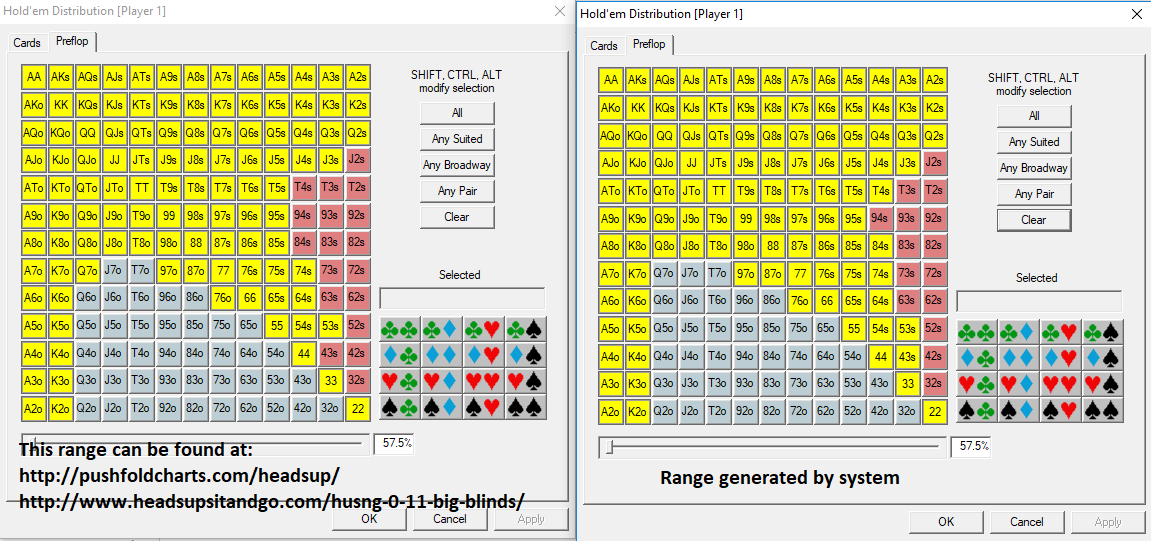 Hold'em Distribution [Player 1]
Cards Preflop
AA AKs AQs AJs ATs A9s A8s A7s A6s A5s A4s A3s A2s
AKo KK KQs KJs KTs K9s K8s K7s K6s K5s K4s K3s K2s
AQo KQo QQ QJs QTs Q9s Q8s Q7s Q6s Q5s Q4s Q3s Q2s
AJo KJo QJo JJ JTs J9s J8s J7s J6s J5s J4s J3s J2s
ATo KTo QTo JTo TT T9s T8s T7s T6s T5s T4s T3s T2s
A9o K9o Q9o J9o T9o 99 98s 97s 96s 95s 94s 93s 92s
A8o K8o Q8o J8o T8o 98o 88 87s 86s 85s 84s 83s 82s
A7o K7o Q7o J7o T7o 97o 87o 77 76s 75s 74s 73s 72s
A6o K6o Q6o J6o T6o 96o 86o 76o 66 65s 64s 63s 62s
A5o K5o Q5o J5o T5o 95o 85o 75o 65o 55 54s 53s 52s
A4o K4o Q4o J4o T4o 94o 84o 74o 64o 54o 44 43s 42s
A3o K3o Q3o J3o T3o 93o 83o 73o 63o 53o 43o 33 32s
A2o K2o Q2o J2o T2o 92o 82o 72o 62o 52o 42o 32o 22
SHIFT, CTRL, ALT
modify selection
All
Any Suited
Any Broadway
Any Pair
Clear
Selected
57.5%
This range can be found at:
http://pushfoldcharts.com/headsup/
http://www.headsupsitandgo.com/husng-0-11-big-blinds/
OK Cancel Apply
Hold'em Distribution [Player 1]
Cards Preflop
AA AKs AQs AJs ATs A9s A8s A7s A6s A5s A4s A3s A2s
AKo KK KQs KJs KTs K9s K8s K7s K6s K5s K4s K3s K2s
AQo KQo QQ QJs QTs Q9s Q8s Q7s Q6s Q5s Q4s Q3s Q2s
AJo KJo QJo JJ JTs J9s J8s J7s J6s J5s J4s J3s J2s
ATo KTo QTo JTo TT T9s T8s T7s T6s T5s T4s T3s T2s
A9o K9o Q9o J9o T9o 99 98s 97s 96s 95s 94s 93s 92s
A8o K8o Q8o J8o T8o 98o 88 87s 86s 85s 84s 83s 82s
A7o K7o Q7o J7o T7o 97o 87o 77 76s 75s 74s 73s 72s
A6o K6o Q6o J6o T6o 96o 86o 76o 66 65s 64s 63s 62s
A5o K5o Q5o J5o T5o 95o 85o 75o 65o 55 54s 53s 52s
A4o K4o Q4o J4o T4o 94o 84o 74o 64o 54o 44 43s 42s
A3o K3o Q3o J3o T3o 93o 83o 73o 63o 53o 43o 33 32s
A2o K2o Q2o J2o T2o 92o 82o 72o 62o 52o 42o 32o 22
SHIFT, CTRL, ALT
modify selection
All
Any Suited
Any Broadway
Any Pair
Clear
Selected
57.5%
Range generated by system
OK Cancel Apply